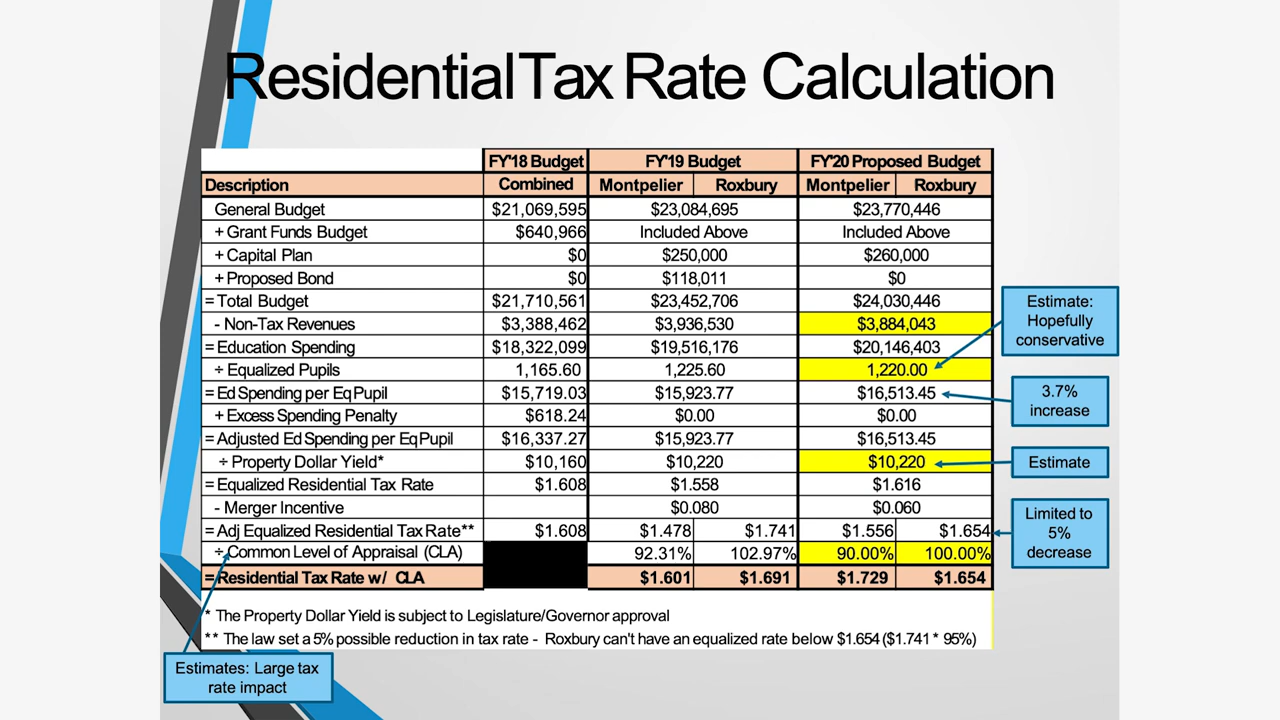 Residential Tax Rate Calculation
FY'18 Budget FY'19 Budget FY'20 Proposed Budget
Description Combined Montpelier Roxbury Montpelier Roxbury
General Budget $21,069,595 $23,084,695 $23,770,446
+ Grant Funds Budget $640,966 Included Above Included Above
+ Capital Plan $0 $250,000 $260,000
+ Proposed Bond $0 $118,011 $0
= Total Budget $21,710,561 $23,452,706 $24,030,446
- Non-Tax Revenues $3,388,462 $3,936,530 $3,884,043
= Education Spending $18,322,099 $19,516,176 $20,146,403
÷ Equalized Pupils 1,165.60 1,225.60 1,220.00
= Ed Spending per Eq Pupil $15,719.03 $15,923.77 $16,513.45
+ Excess Spending Penalty $618.24 $0.00 $0.00
= Adjusted Ed Spending per Eq Pupil $16,337.27 $15,923.77 $16,513.45
÷ Property Dollar Yield* $10,160 $10,220 $10,220
= Equalized Residential Tax Rate $1.608 $1.558 $1.616
- Merger Incentive $0.080 $0.060
= Adj Equalized Residential Tax Rate** $1.608 $1.478 $1.741 $1.556 $1.654
÷ Common Level of Appraisal (CLA) 92.31% 102.97% 90.00% 100.00%
= Residential Tax Rate w/ CLA $1.601 $1.691 $1.729 $1.654
* The Property Dollar Yield is subject to Legislature/Governor approval
** The law set a 5% possible reduction in tax rate - Roxbury can't have an equalized rate below $1.654 ($1.741 * 95%)
Estimate:
Hopefully
conservative
3.7%
increase
Estimate
Limited to
5%
decrease
Estimates: Large tax
rate impact